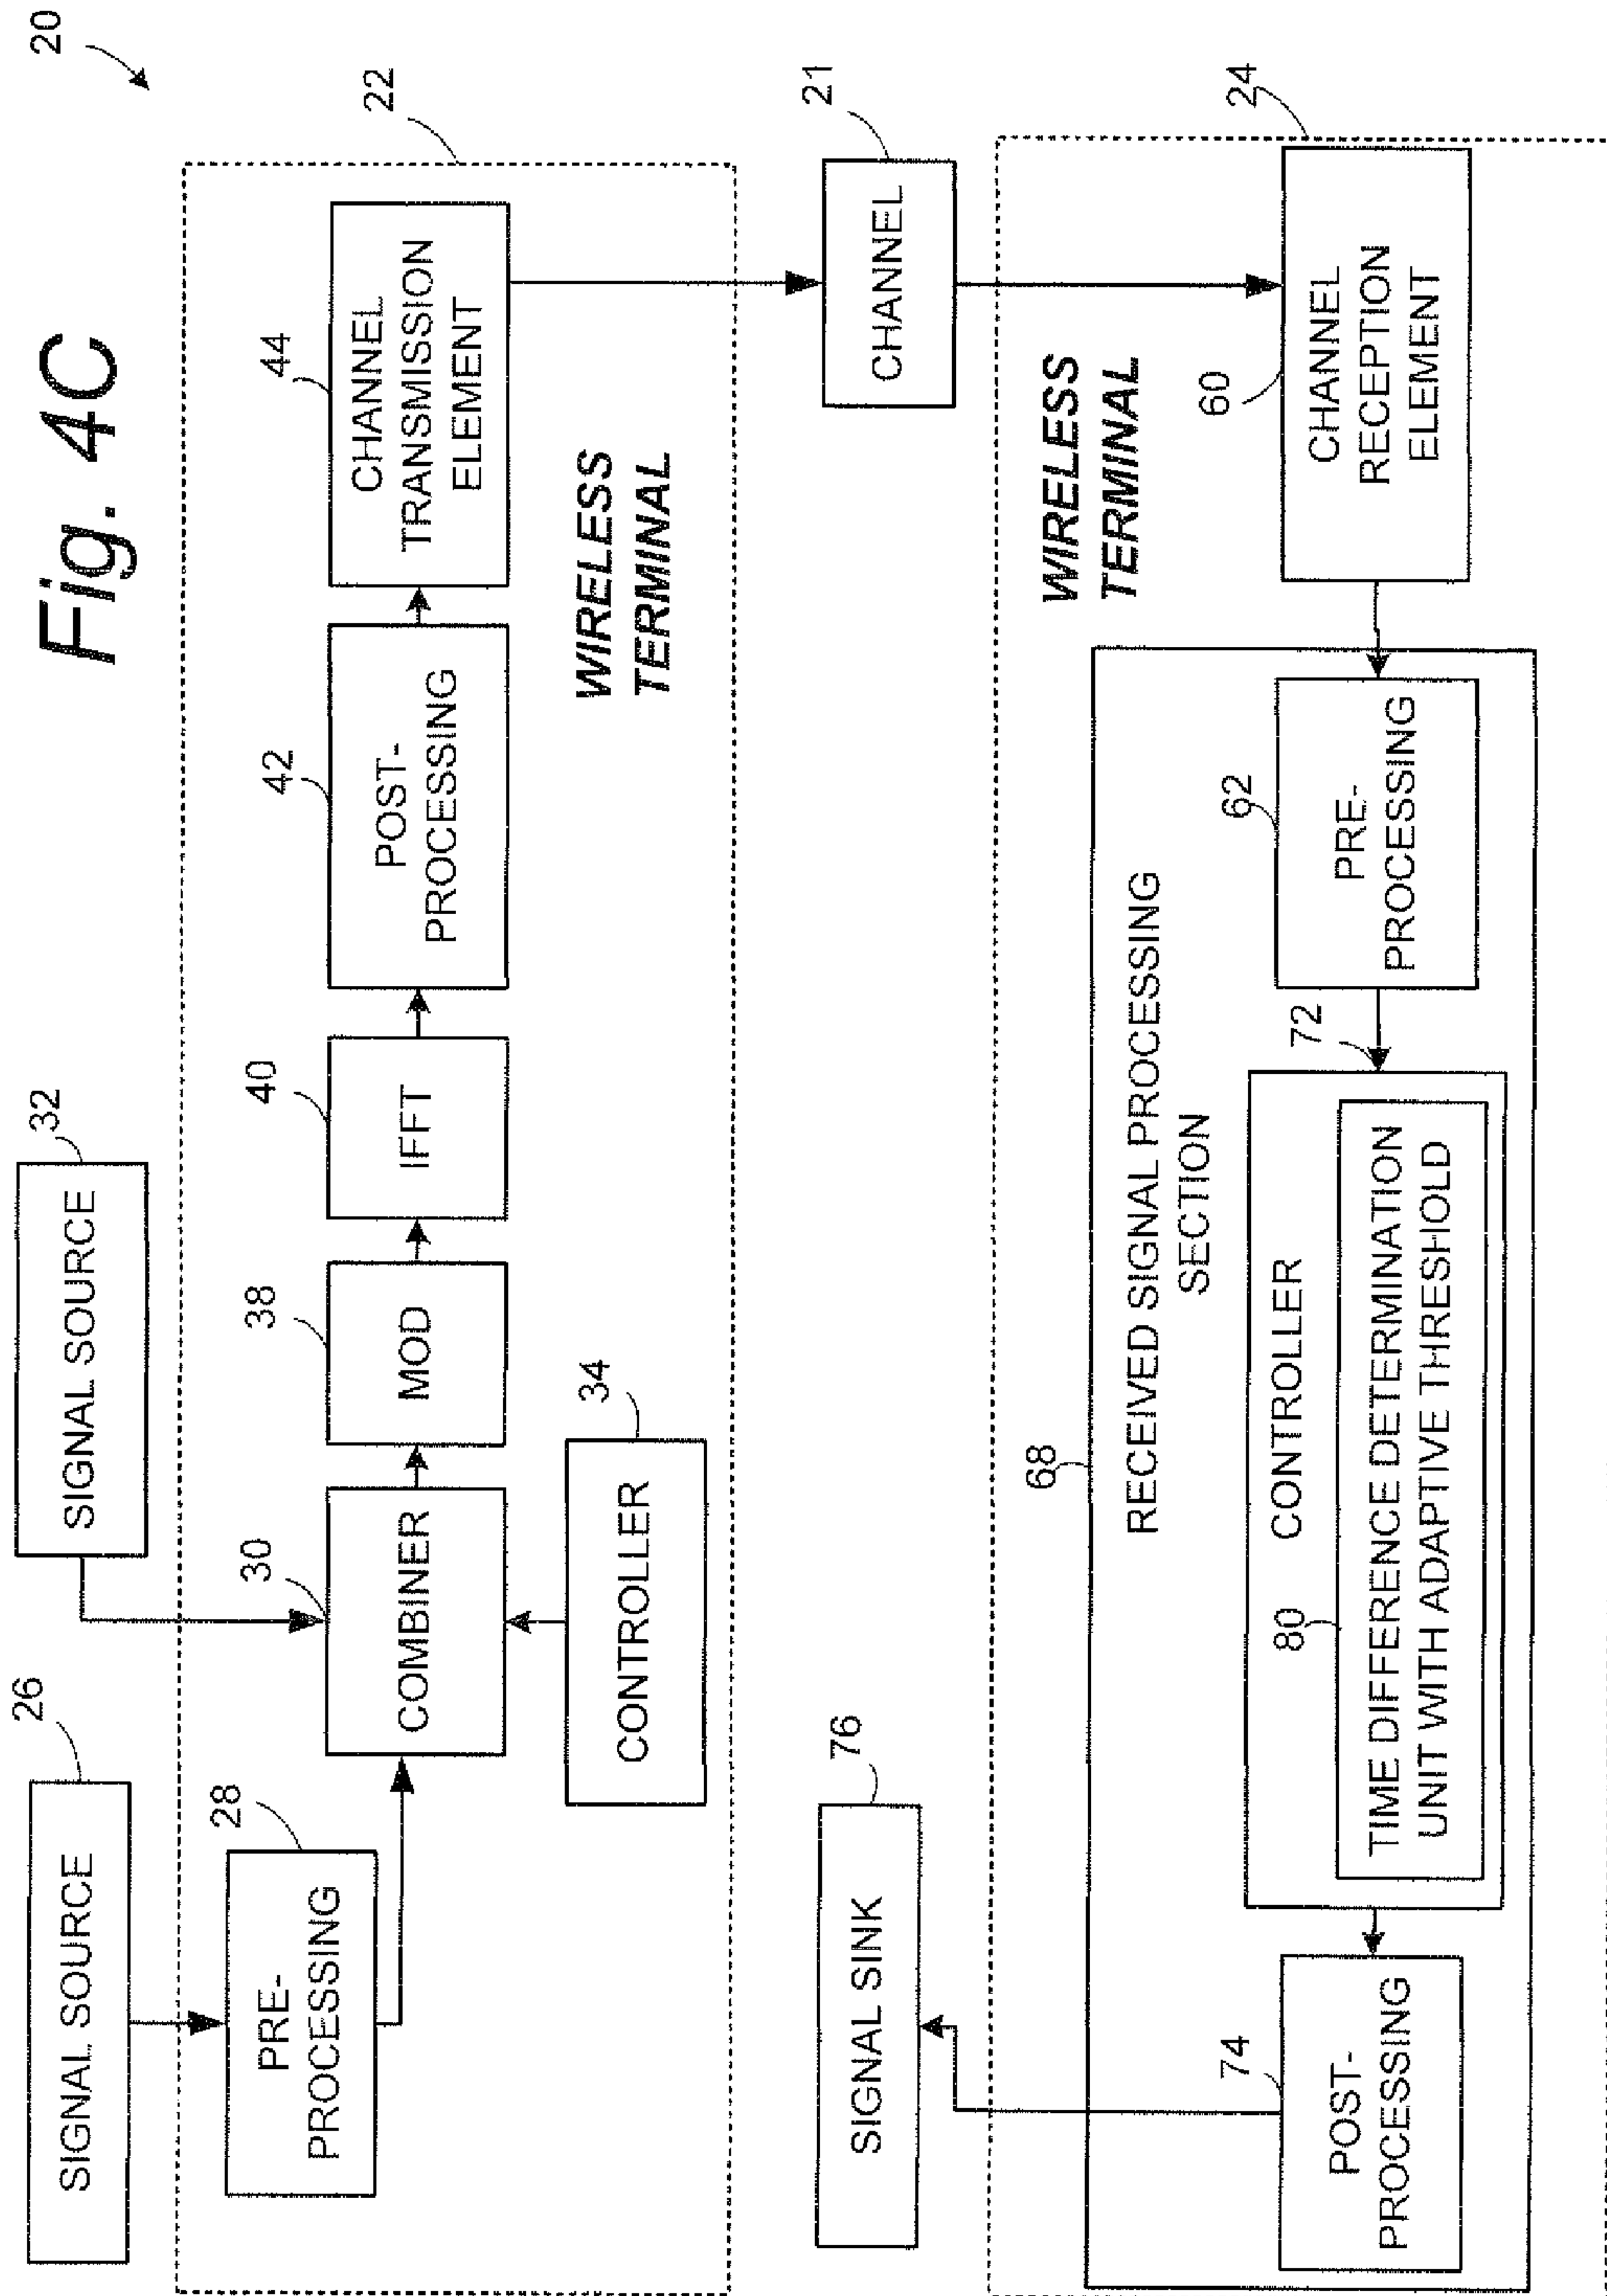 Fig. 4C
20
26
SIGNAL SOURCE
32
SIGNAL SOURCE
22
28
PRE-
PROCESSING
30
COMBINER
38
MOD
40
IFFT
42
POST-
PROCESSING
44
CHANNEL
TRANSMISSION
ELEMENT
34
CONTROLLER
WIRELESS
TERMINAL
76
SIGNAL SINK
21
CHANNEL
24
WIRELESS
TERMINAL
68
RECEIVED SIGNAL PROCESSING
SECTION
60
CHANNEL
RECEPTION
ELEMENT
62
PRE-
PROCESSING
72
CONTROLLER
80
TIME DIFFERENCE DETERMINATION
UNIT WITH ADAPTIVE THRESHOLD
74
POST-
PROCESSING